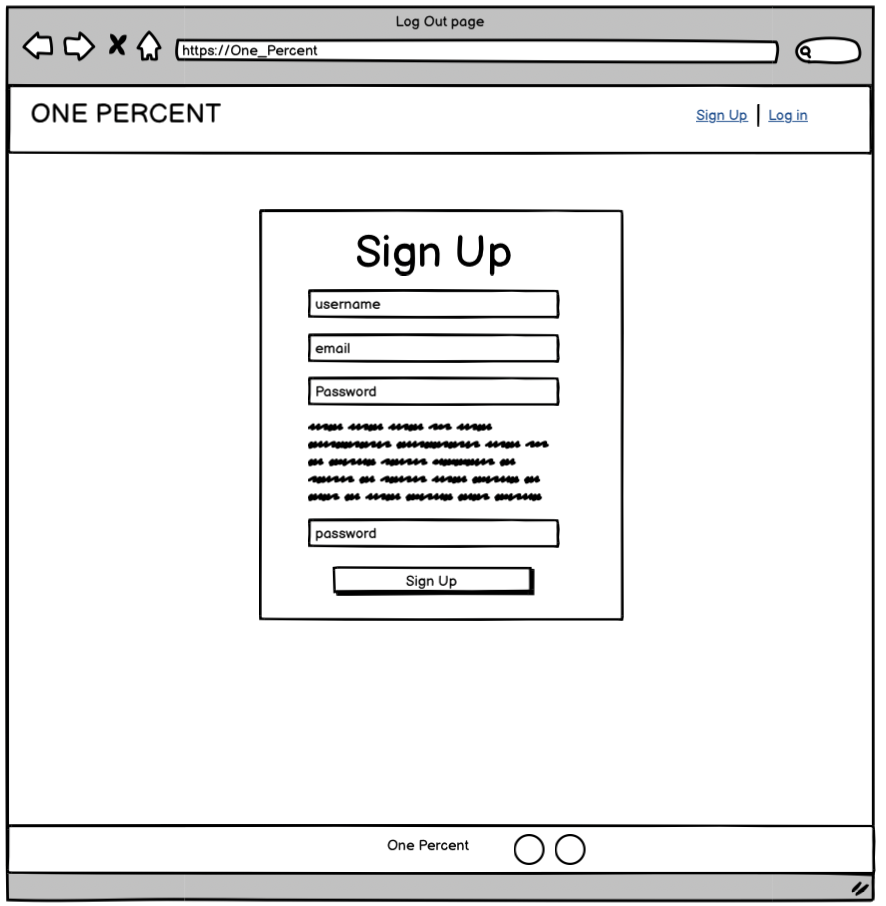 Log Out page
https://One_Percent
ONE PERCENT
Sign Up | Log in
Sign Up
username
email
Password
password
Sign Up
One Percent